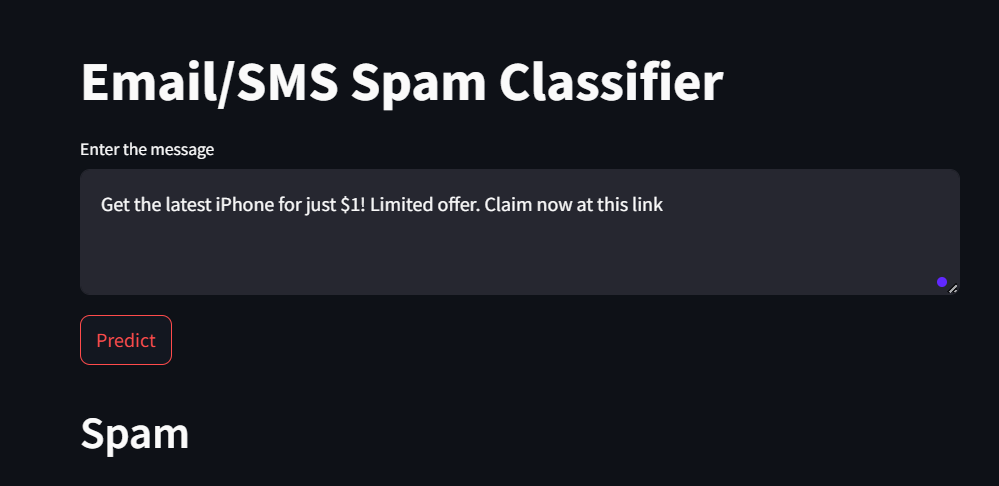 Email/SMS Spam Classifier
Enter the message
Get the latest iPhone for just $1! Limited offer. Claim now at this link
Predict
Spam